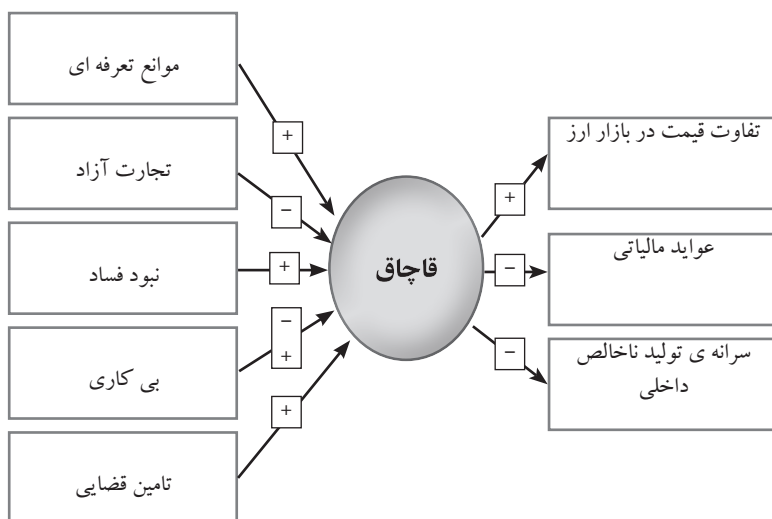 موانع تعرفه ای
تجارت آزاد
نبود فساد
بی کاری
تامین قضایی
+
−
+
−
+
+
قاچاق
+
−
−
تفاوت قیمت در بازار ارز
عواید مالیاتی
سرانه ی تولید ناخالص
داخلی